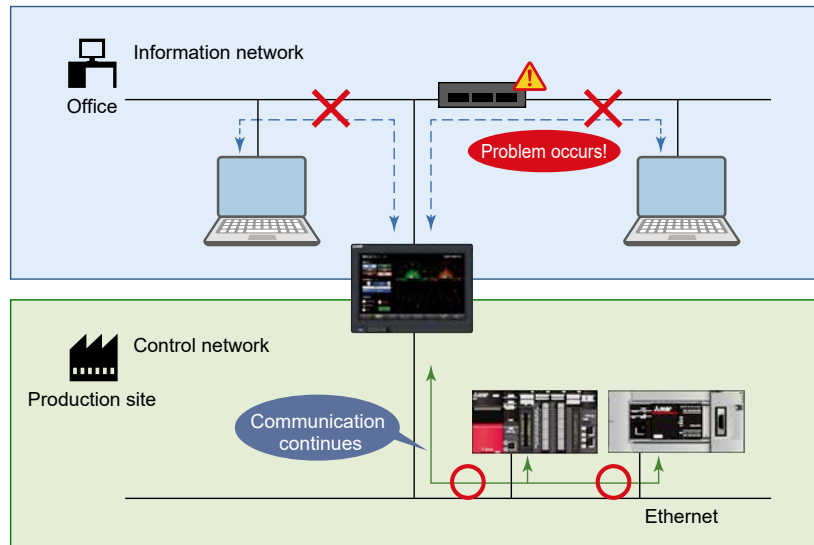 Information network
Office
Problem occurs!
Control network
Production site
Communication
continues
Ethernet